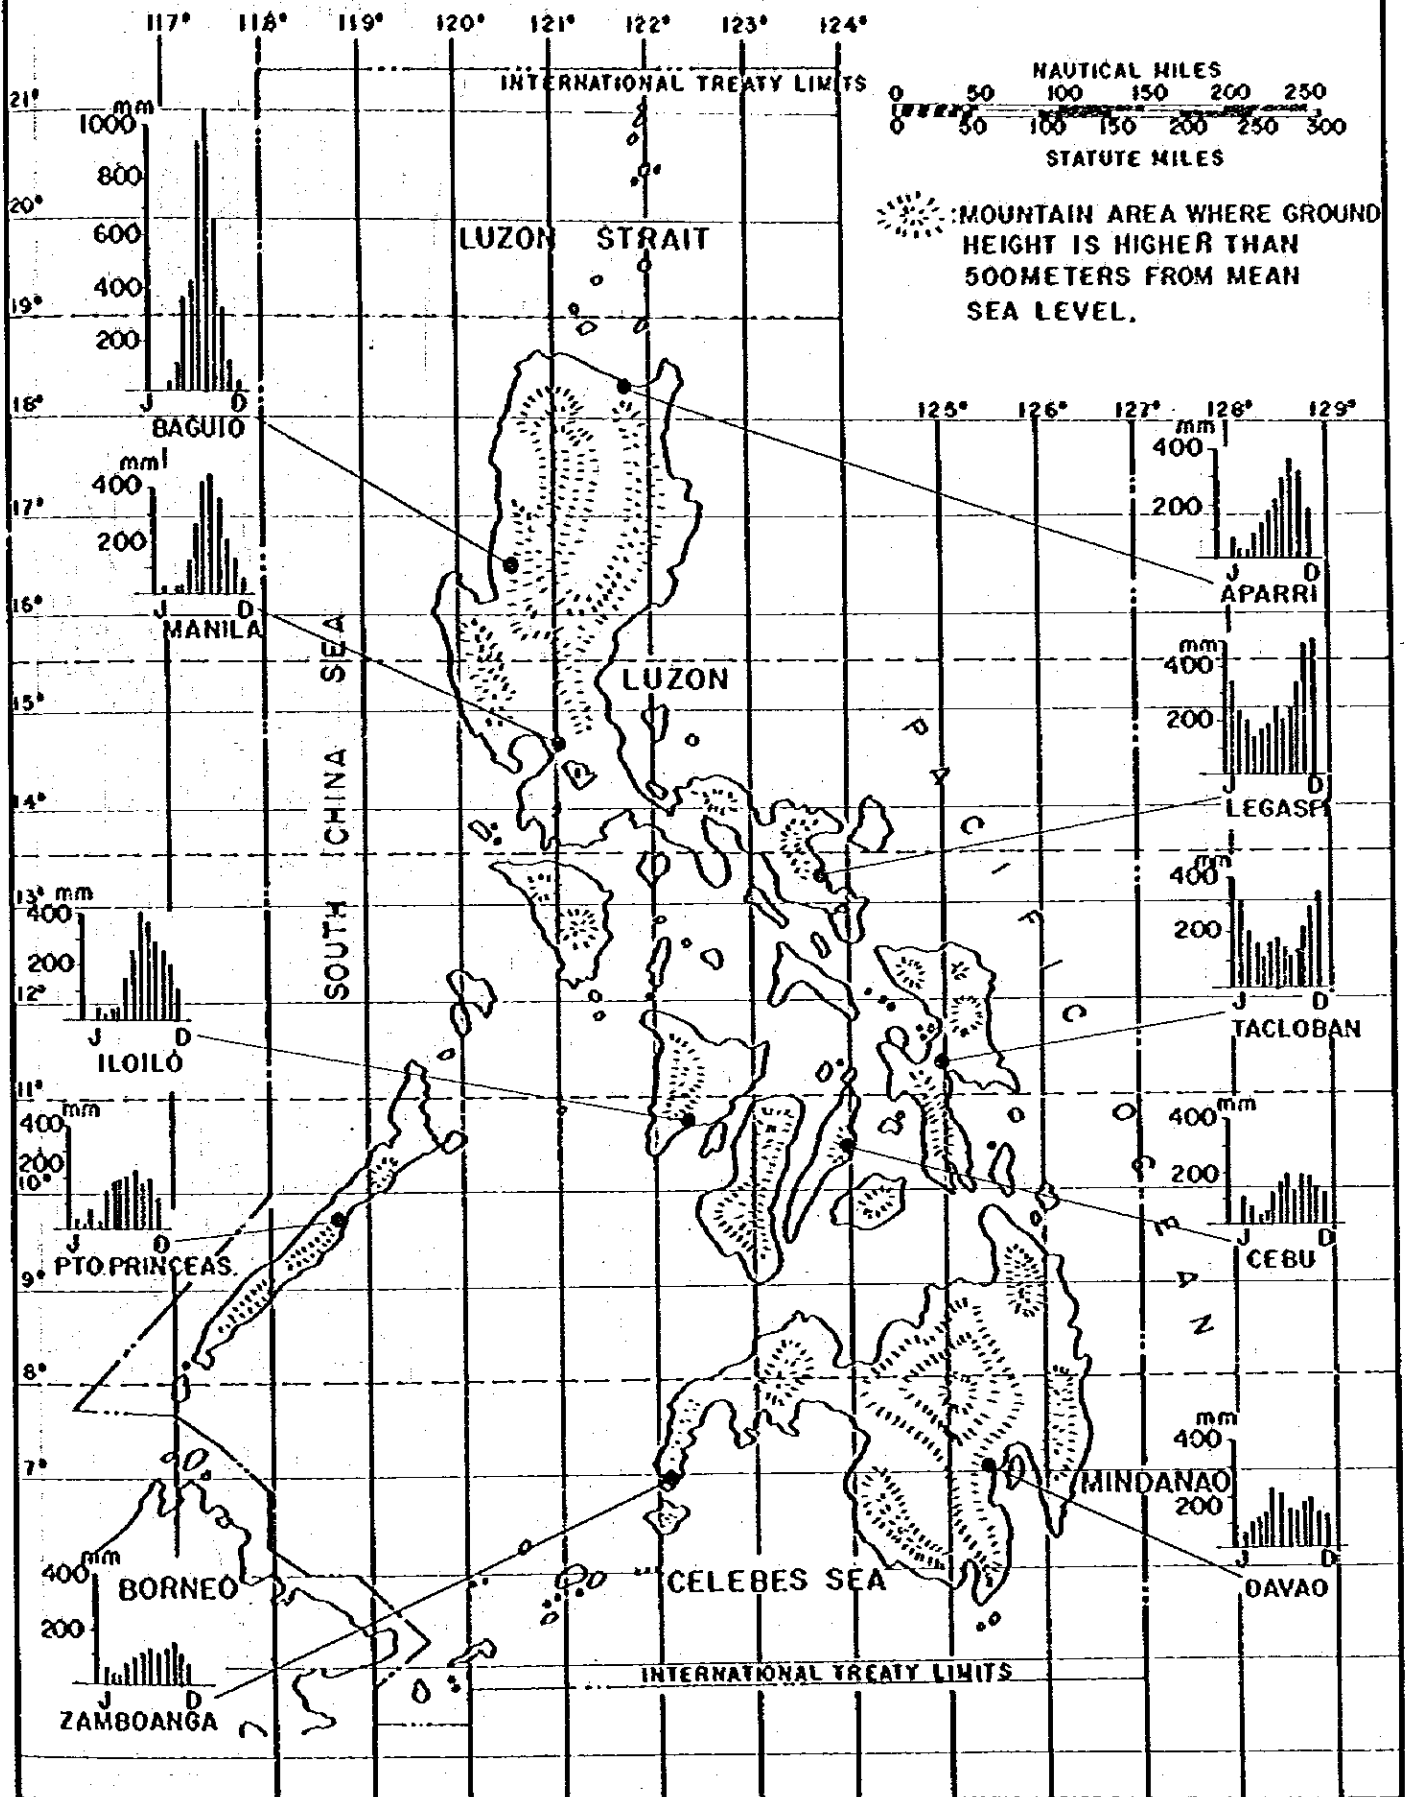 117° 118° 119° 120° 121° 122° 123° 124°
INTERNATIONAL TREATY LIMITS
NAUTICAL MILES
0 50 100 150 200 250
0 50 100 150 200 250 300
STATUTE MILES
:MOUNTAIN AREA WHERE GROUND
HEIGHT IS HIGHER THAN
500METERS FROM MEAN
SEA LEVEL.
21°
20°
19°
18°
17°
16°
15°
14°
13°
12°
11°
10°
9°
8°
7°
125° 126° 127° 128° 129°
LUZON STRAIT
mm
1000
800
600
400
200
J D
BAGUIO
mm
400
200
J D
MANILA
mm
400
200
J D
ILOILO
mm
400
200
J D
PTO.PRINCEAS.
mm
400
200
J D
ZAMBOANGA
mm
400
200
J D
APARRI
mm
400
200
J D
LEGASPI
mm
400
200
J D
TACLOBAN
mm
400
200
J D
CEBU
mm
400
200
J D
DAVAO
SOUTH CHINA SEA
LUZON
PACIFIC OCEAN
MINDANAO
BORNEO
CELEBES SEA
INTERNATIONAL TREATY LIMITS